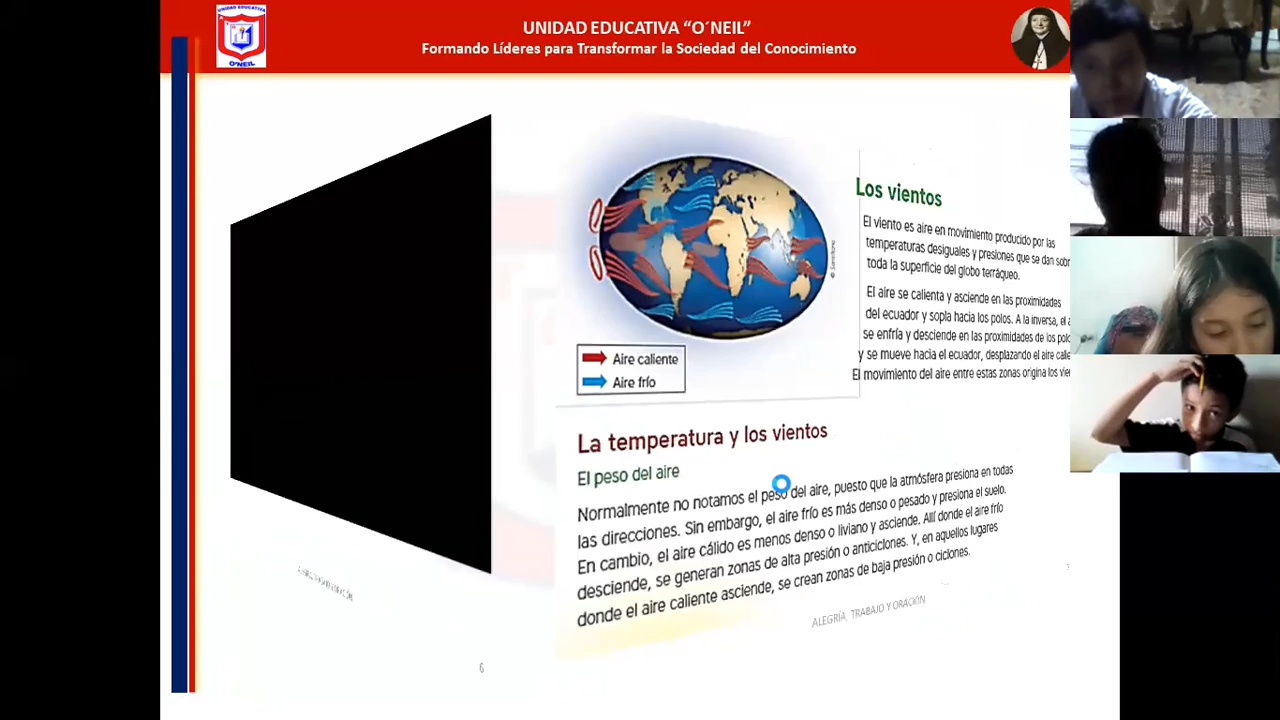 UNIDAD EDUCATIVA
O´NEIL
UNIDAD EDUCATIVA “O´NEIL”
Formando Líderes para Transformar la Sociedad del Conocimiento
Los vientos
El viento es aire en movimiento producido por las
temperaturas desiguales y presiones que se dan
toda la superficie del globo terráqueo.
El aire se calienta y asciende en las proximidades
del ecuador y sopla hacia los polos. A la inversa, el
se enfría y desciende en las proximidades de los
y se mueve hacia el ecuador, desplazando el aire
El movimiento del aire entre estas zonas origina los
© Santillana
Aire caliente
Aire frío
La temperatura y los vientos
El peso del aire
Normalmente no notamos el peso del aire, puesto que la atmósfera presiona en todas
las direcciones. Sin embargo, el aire frío es más denso o pesado y presiona el suelo.
En cambio, el aire cálido es menos denso o liviano y asciende. Allí donde el aire frío
desciende, se generan zonas de alta presión o anticiclones. Y, en aquellos lugares
donde el aire caliente asciende, se crean zonas de baja presión o ciclones.
ALEGRÍA, TRABAJO Y ORACIÓN
6